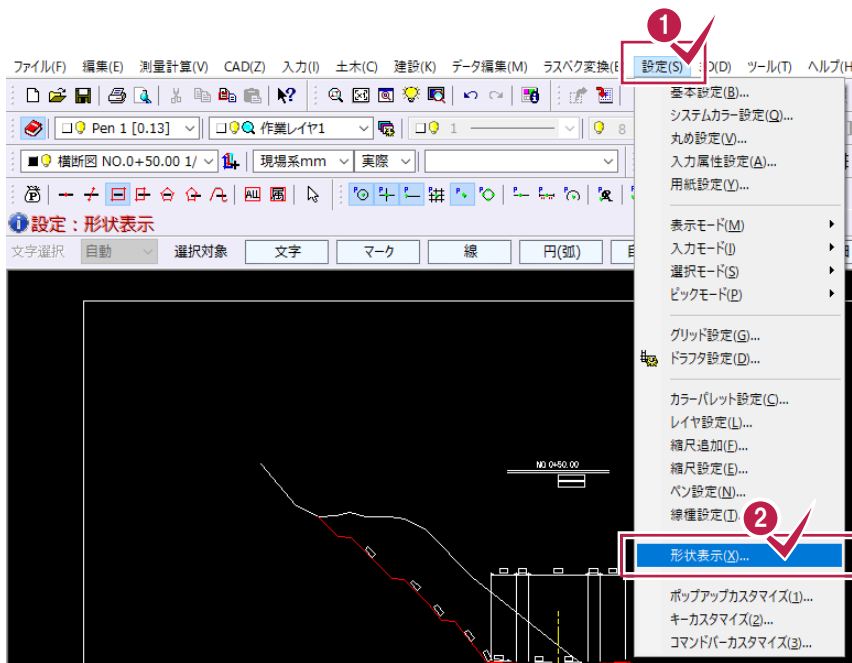 1
ファイル(F) 編集(E) 測量計算(V) CAD(Z) 入力(I) 土木(C) 建設(K) データ編集(M) ラスベク変換( 設定(S) (D) ツール(T) ヘルプ(H
Pen 1 [0.13] 作業レイヤ1 1 8
横断図 NO.0+50.00 1/ 現場系mm 実際
ALL
設定：形状表示
文字選択 自動 選択対象 文字 マーク 線 円(弧)
基本設定(B)...
システムカラー設定(Q)...
丸め設定(V)...
入力属性設定(A)...
用紙設定(Y)...
表示モード(M)
入力モード(I)
選択モード(S)
ピックモード(P)
グリッド設定(G)...
ドラフタ設定(D)...
カラーパレット設定(C)...
レイヤ設定(L)...
縮尺追加(F)...
縮尺設定(E)...
ペン設定(N)...
線種設定(T).
2
形状表示(X)...
ポップアップカスタマイズ(1)...
キーカスタマイズ(2)...
コマンドバーカスタマイズ(3)...
NO.0+50.00